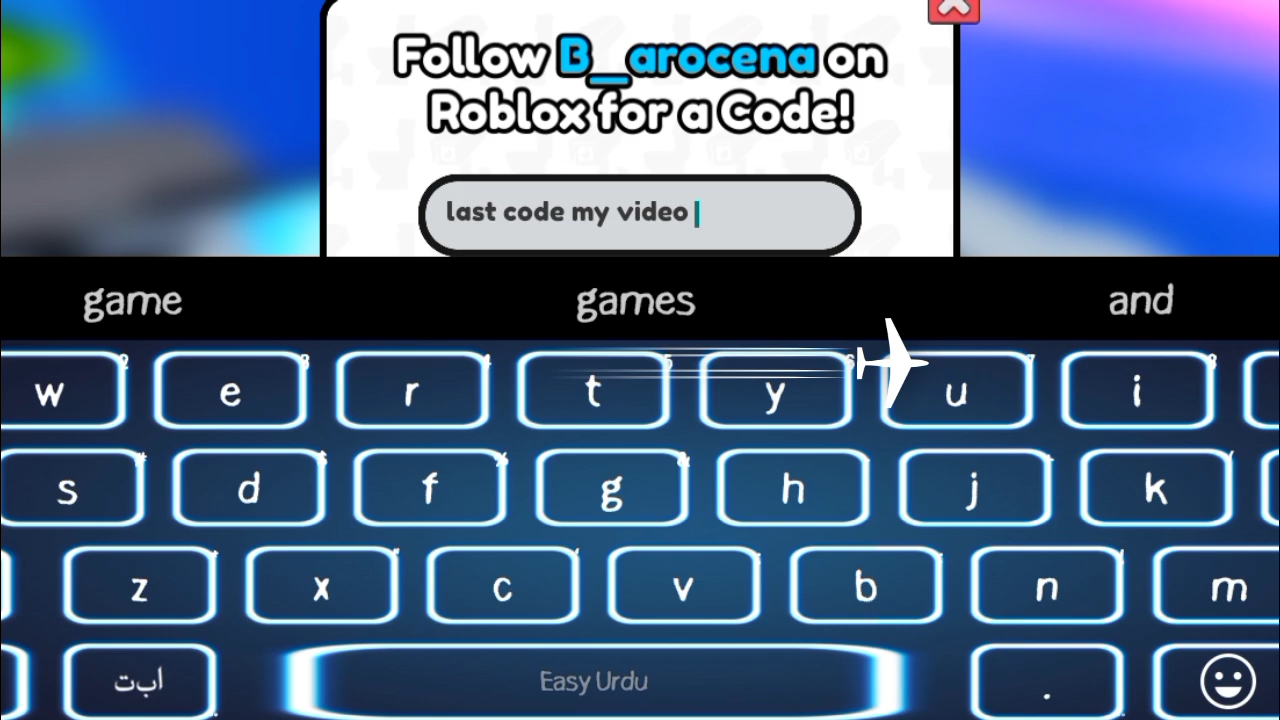 Follow B_arocena on
Roblox for a Code!
last code my video
game games and
w e r t y u i
s d f g h j k
z x c v b n m
ابت Easy Urdu .